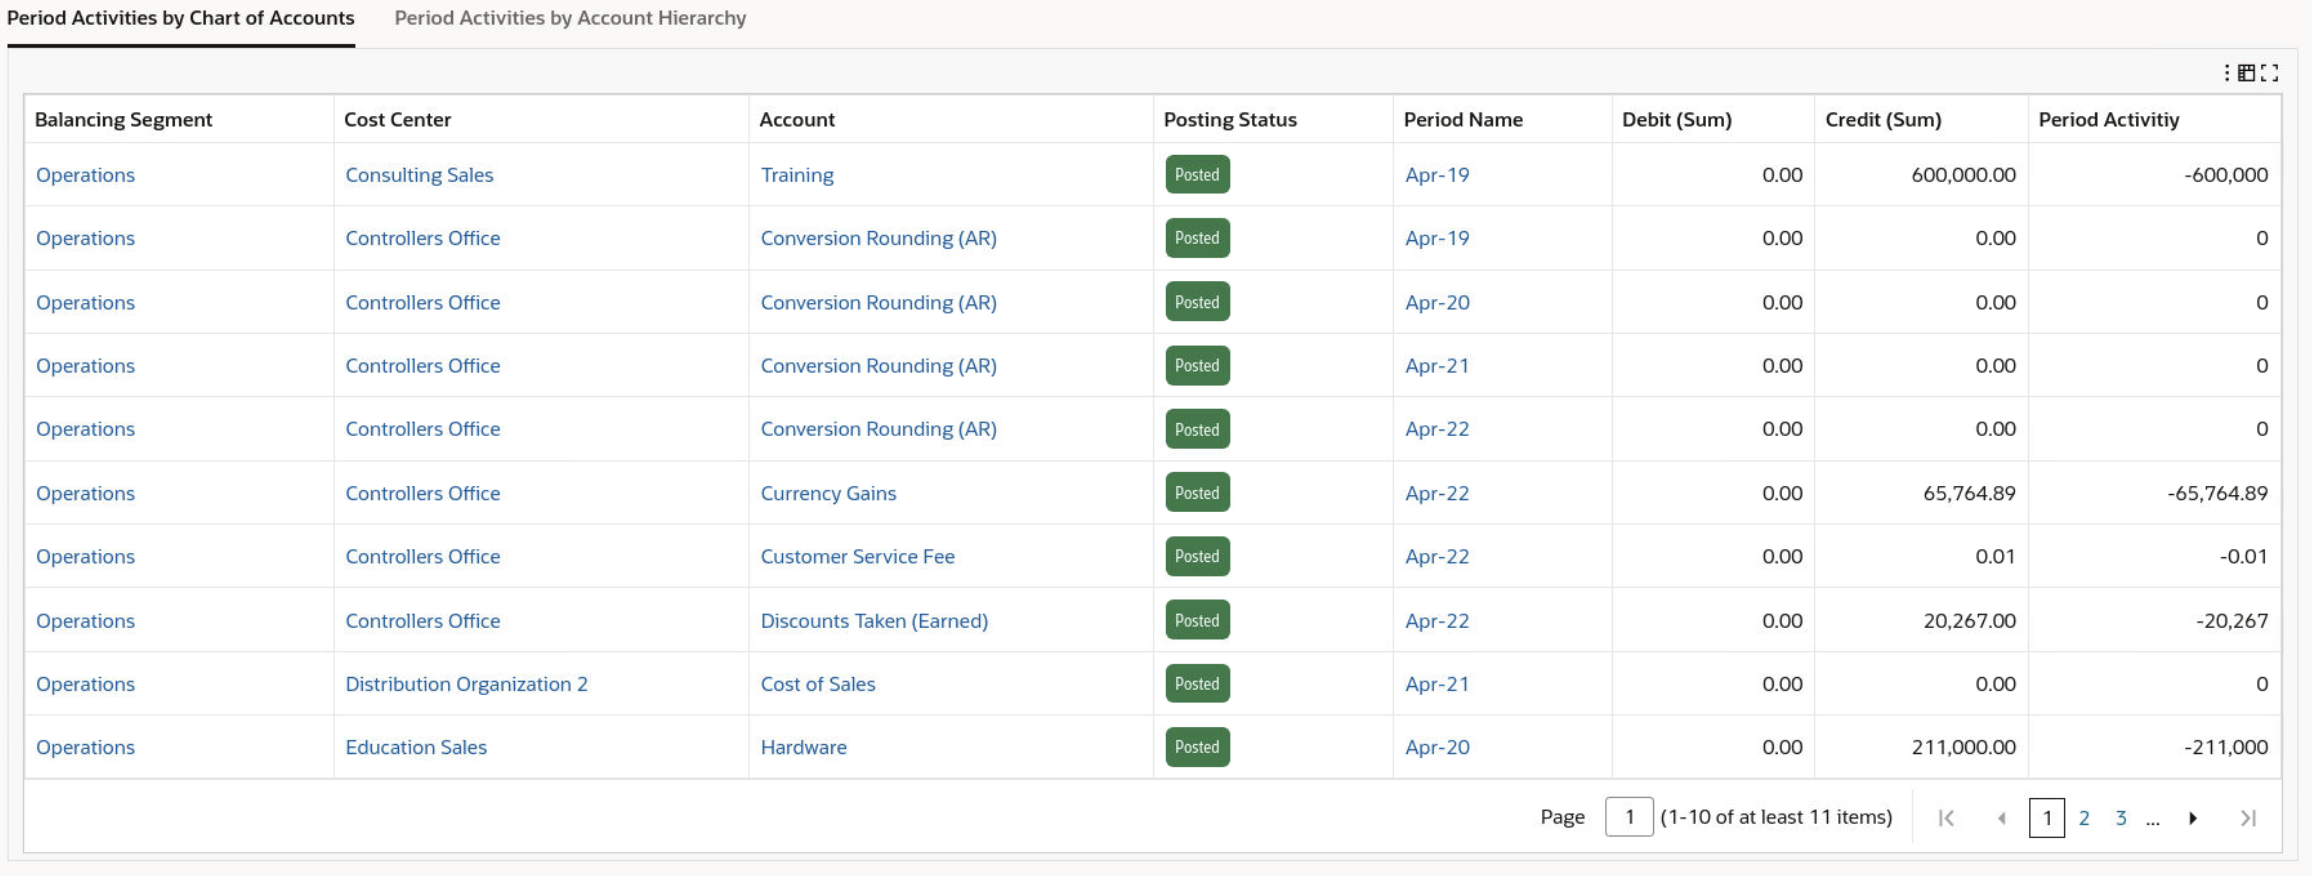 Period Activities by Chart of Accounts Period Activities by Account Hierarchy
Balancing Segment Cost Center Account Posting Status Period Name Debit (Sum) Credit (Sum) Period Activitiy
Operations Consulting Sales Training Posted Apr-19 0.00 600,000.00 -600,000
Operations Controllers Office Conversion Rounding (AR) Posted Apr-19 0.00 0.00 0
Operations Controllers Office Conversion Rounding (AR) Posted Apr-20 0.00 0.00 0
Operations Controllers Office Conversion Rounding (AR) Posted Apr-21 0.00 0.00 0
Operations Controllers Office Conversion Rounding (AR) Posted Apr-22 0.00 0.00 0
Operations Controllers Office Currency Gains Posted Apr-22 0.00 65,764.89 -65,764.89
Operations Controllers Office Customer Service Fee Posted Apr-22 0.00 0.01 -0.01
Operations Controllers Office Discounts Taken (Earned) Posted Apr-22 0.00 20,267.00 -20,267
Operations Distribution Organization 2 Cost of Sales Posted Apr-21 0.00 0.00 0
Operations Education Sales Hardware Posted Apr-20 0.00 211,000.00 -211,000
Page 1 (1-10 of at least 11 items) 1 2 3 ...